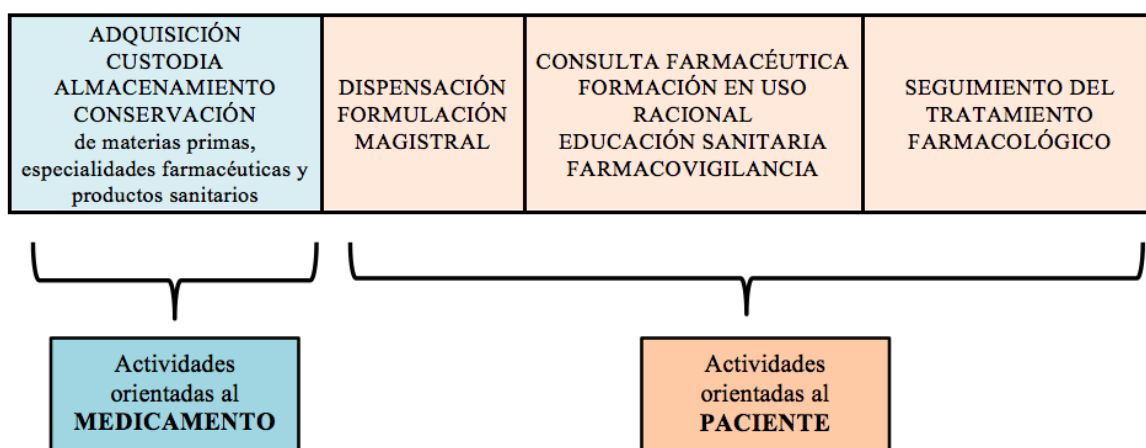 ADQUISICIÓN
CUSTODIA
ALMACENAMIENTO
CONSERVACIÓN
de materias primas,
especialidades farmacéuticas y
productos sanitarios
DISPENSACIÓN
FORMULACIÓN
MAGISTRAL
CONSULTA FARMACÉUTICA
FORMACIÓN EN USO
RACIONAL
EDUCACIÓN SANITARIA
FARMACOVIGILANCIA
SEGUIMIENTO DEL
TRATAMIENTO
FARMACOLÓGICO
Actividades
orientadas al
MEDICAMENTO
Actividades
orientadas al
PACIENTE